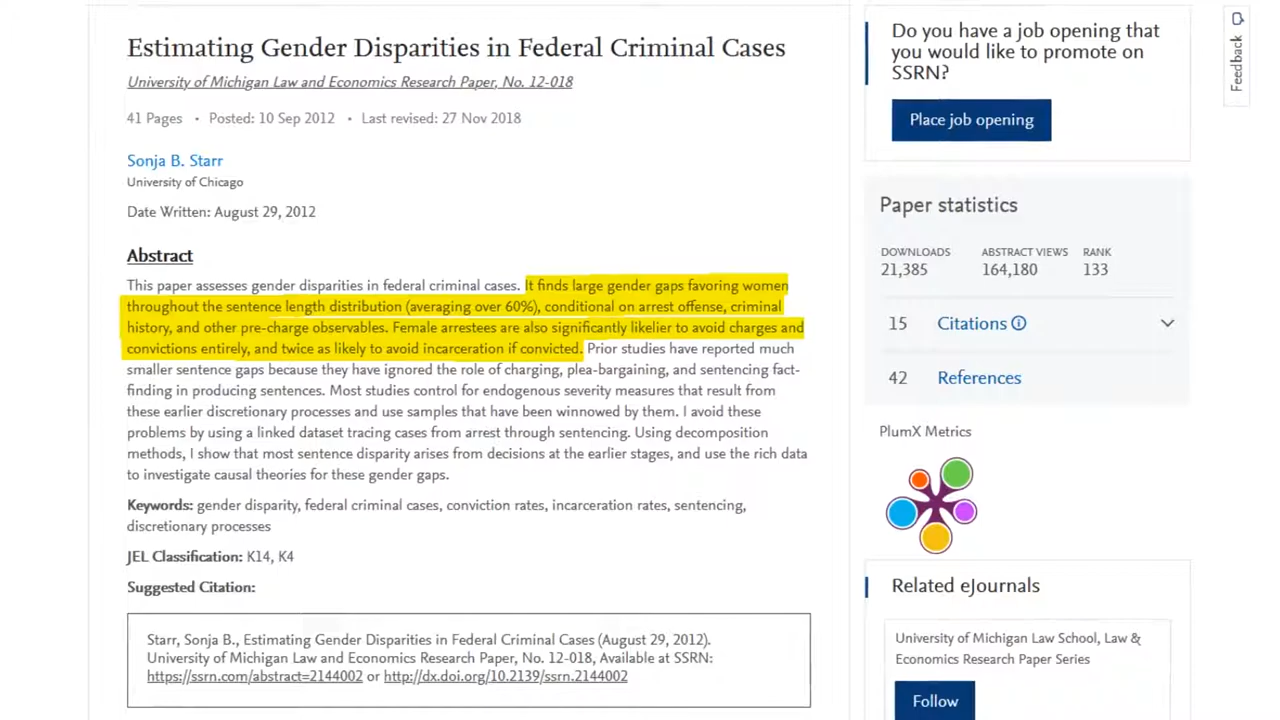 Estimating Gender Disparities in Federal Criminal Cases
University of Michigan Law and Economics Research Paper, No. 12-018
41 Pages • Posted: 10 Sep 2012 • Last revised: 27 Nov 2018
Sonja B. Starr
University of Chicago
Date Written: August 29, 2012
Abstract
This paper assesses gender disparities in federal criminal cases. It finds large gender gaps favoring women
throughout the sentence length distribution (averaging over 60%), conditional on arrest offense, criminal
history, and other pre-charge observables. Female arrestees are also significantly likelier to avoid charges and
convictions entirely, and twice as likely to avoid incarceration if convicted. Prior studies have reported much
smaller sentence gaps because they have ignored the role of charging, plea-bargaining, and sentencing fact-
finding in producing sentences. Most studies control for endogenous severity measures that result from
these earlier discretionary processes and use samples that have been winnowed by them. I avoid these
problems by using a linked dataset tracing cases from arrest through sentencing. Using decomposition
methods, I show that most sentence disparity arises from decisions at the earlier stages, and use the rich data
to investigate causal theories for these gender gaps.
Keywords: gender disparity, federal criminal cases, conviction rates, incarceration rates, sentencing,
discretionary processes
JEL Classification: K14, K4
Suggested Citation:
Starr, Sonja B., Estimating Gender Disparities in Federal Criminal Cases (August 29, 2012).
University of Michigan Law and Economics Research Paper, No. 12-018, Available at SSRN:
https://ssrn.com/abstract=2144002 or http://dx.doi.org/10.2139/ssrn.2144002
Do you have a job opening that
you would like to promote on
SSRN?
Place job opening
Paper statistics
DOWNLOADS ABSTRACT VIEWS RANK
21,385 164,180 133
15 Citations
42 References
PlumX Metrics
Related eJournals
University of Michigan Law School, Law &
Economics Research Paper Series
Follow
Feedback